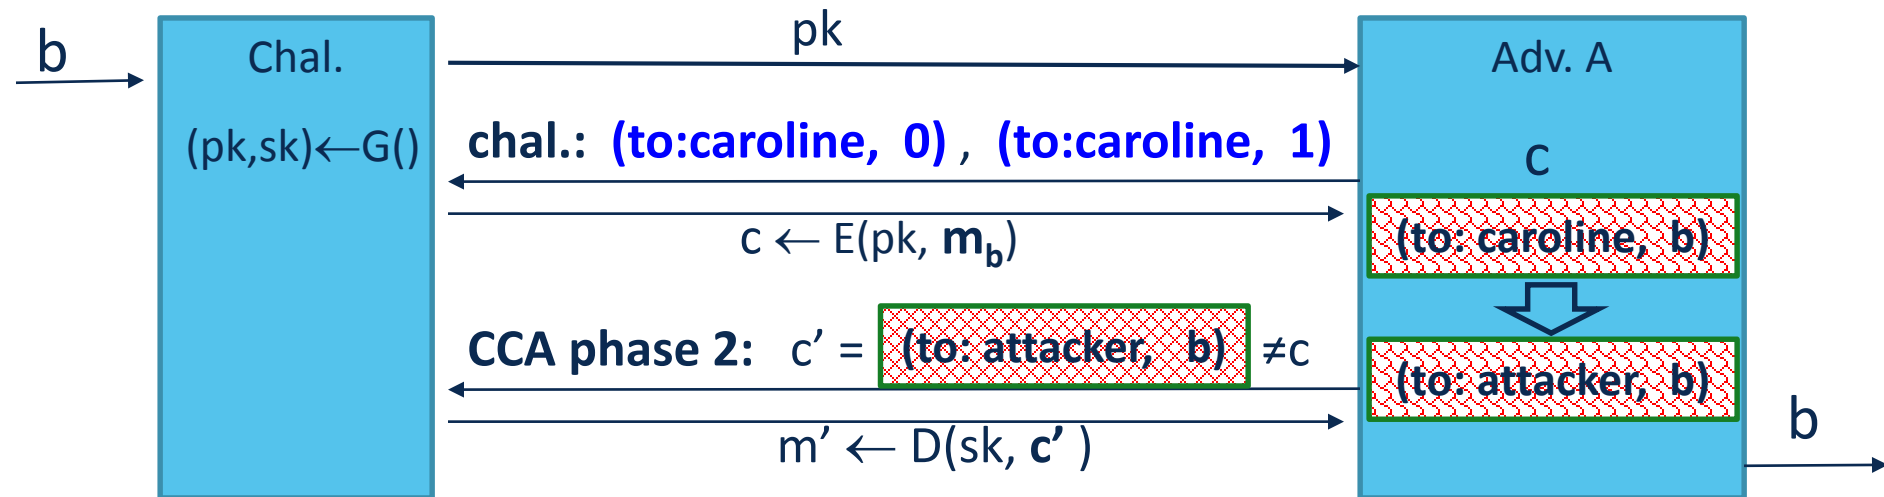 b
Chal.
(pk,sk)←G()
pk
chal.: (to:caroline, 0) , (to:caroline, 1)
c ← E(pk, m_b)
CCA phase 2: c’ = (to: attacker, b) ≠c
m’ ← D(sk, c’ )
Adv. A
c
(to: caroline, b)
(to: attacker, b)
b